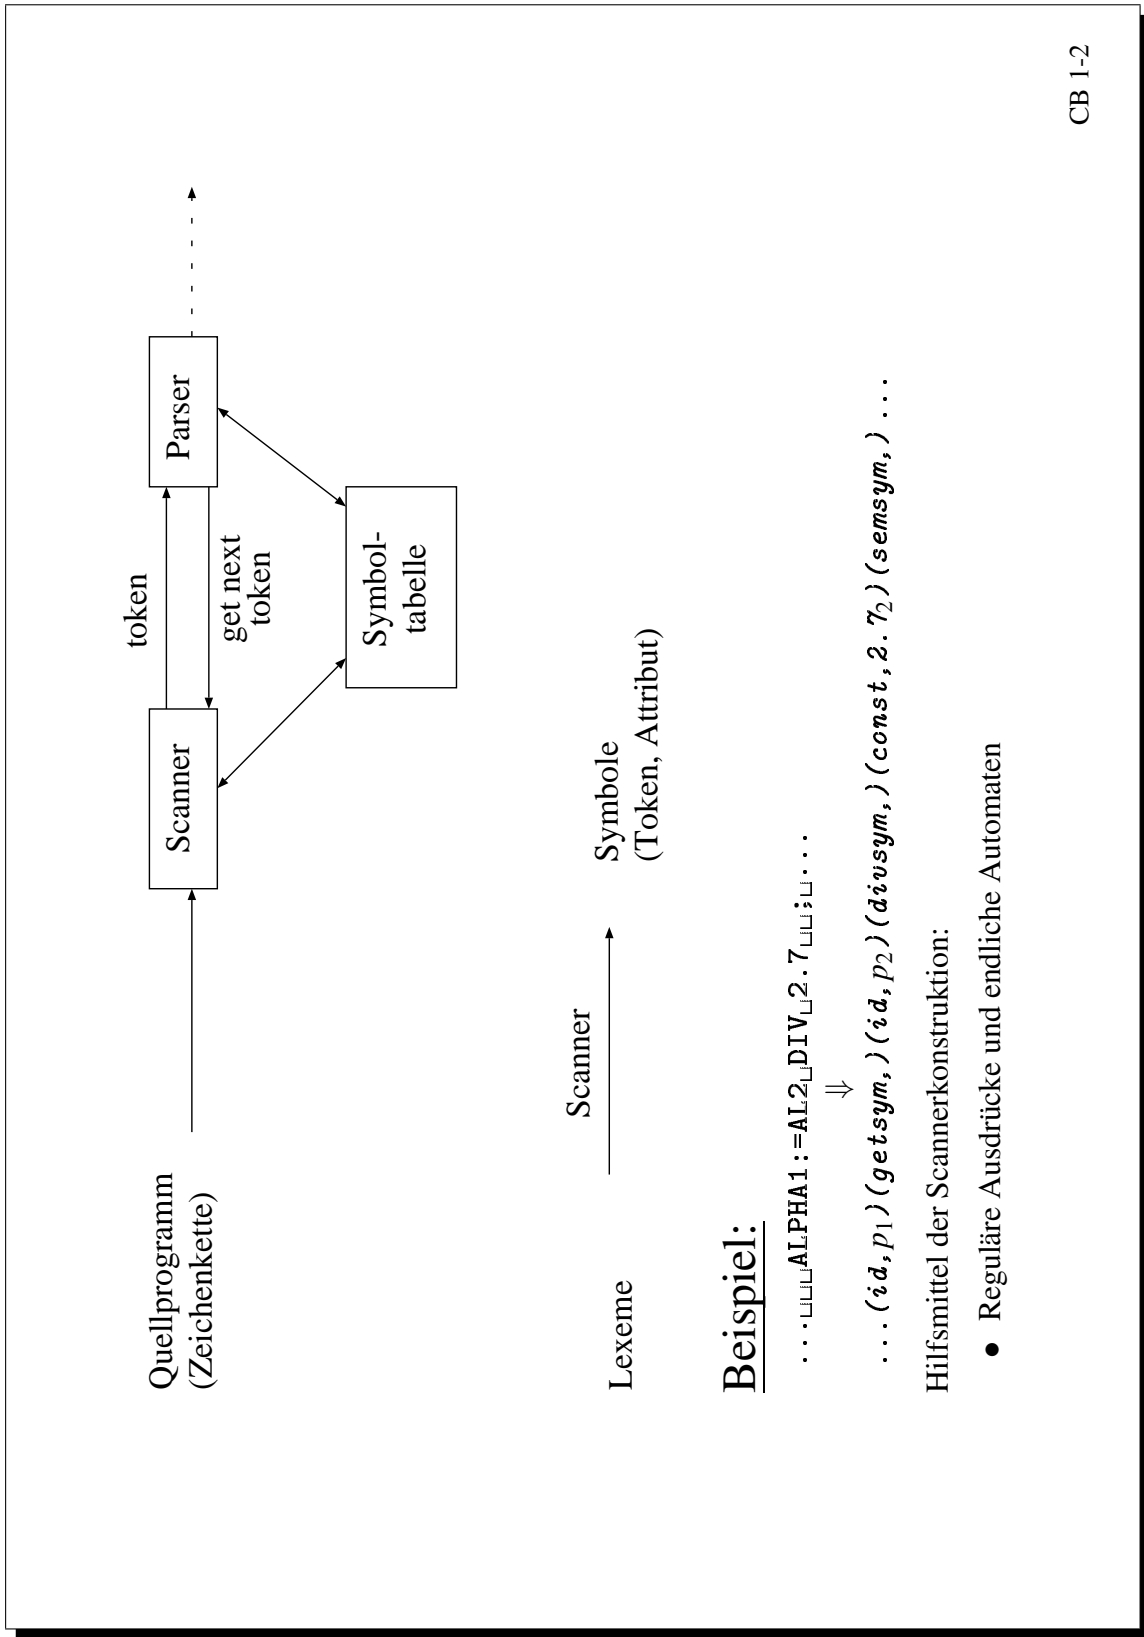 Quellprogramm
(Zeichenkette)
Scanner
token
get next
token
Parser
Symbol-
tabelle
Lexeme
Scanner
Symbole
(Token, Attribut)
Beispiel:
...␣␣␣ALPHA1:=AL2␣DIV␣2.7␣␣;␣...
⇓
...(id,p₁)(getsym,)(id,p₂)(divsym,)(const,2.7₂)(semsym,)...
Hilfsmittel der Scannerkonstruktion:
• Reguläre Ausdrücke und endliche Automaten
CB 1-2